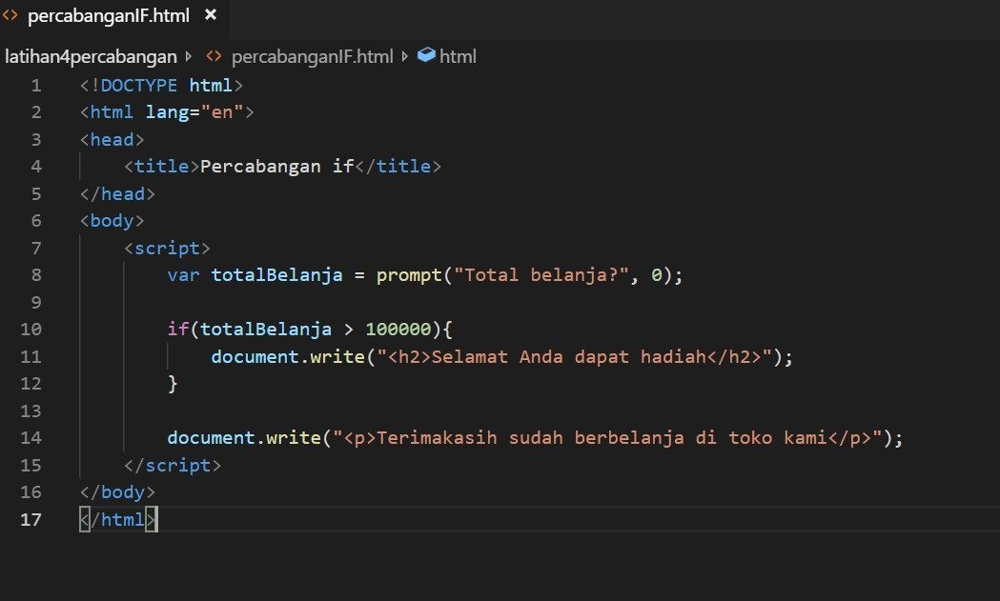 percabanganIF.html ×
latihan4percabangan percabanganIF.html html
1 <!DOCTYPE html>
2 <html lang="en">
3 <head>
4     <title>Percabangan if</title>
5 </head>
6 <body>
7     <script>
8         var totalBelanja = prompt("Total belanja?", 0);
9
10         if(totalBelanja > 100000){
11             document.write("<h2>Selamat Anda dapat hadiah</h2>");
12         }
13
14         document.write("<p>Terimakasih sudah berbelanja di toko kami</p>");
15     </script>
16 </body>
17 </html>